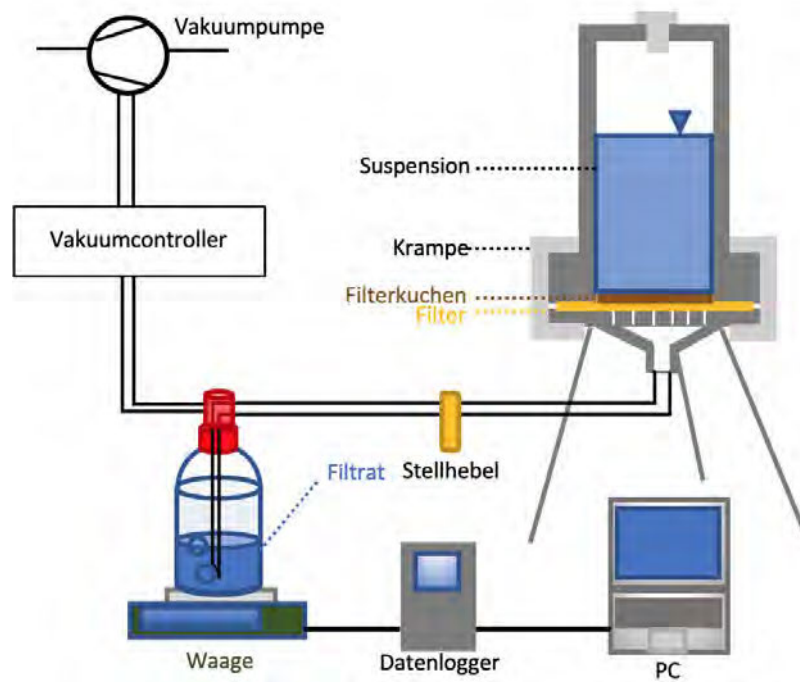 Vakuumpumpe
Suspension
Vakuumcontroller
Krampe
Filterkuchen
Filter
Filtrat
Stellhebel
Waage
Datenlogger
PC